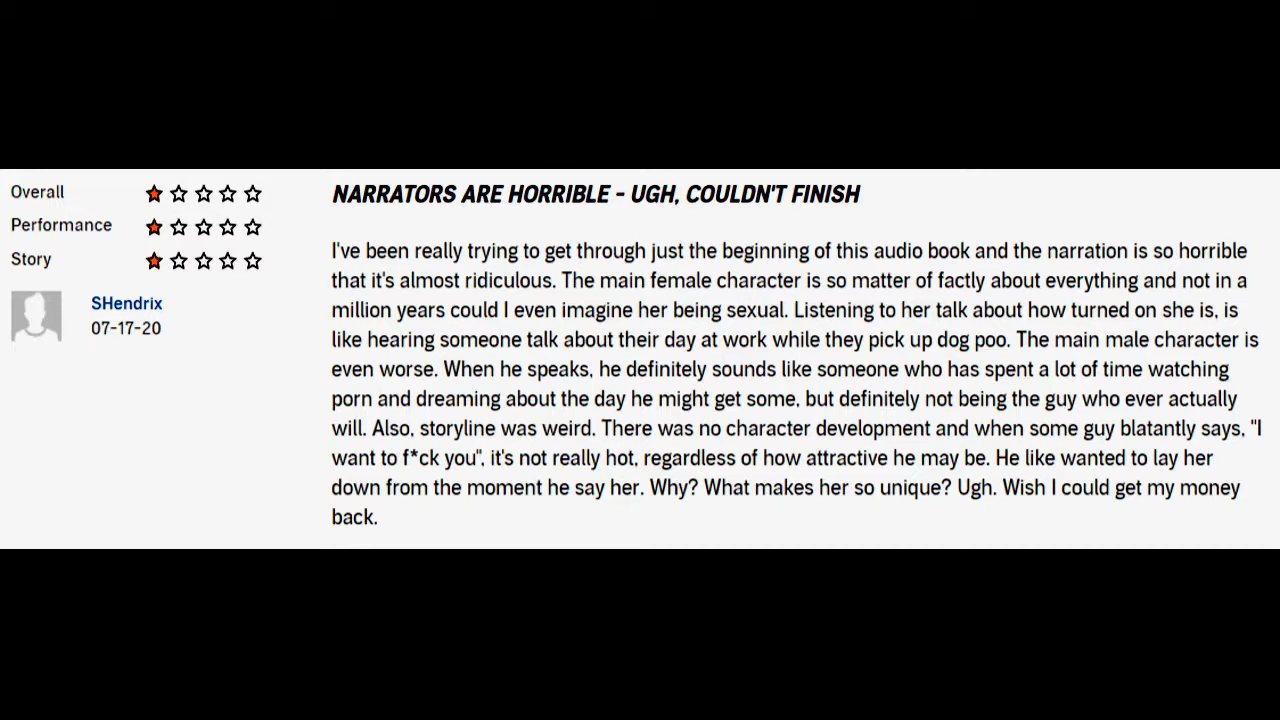 Overall
Performance
Story
SHendrix
07-17-20
NARRATORS ARE HORRIBLE - UGH, COULDN'T FINISH
I've been really trying to get through just the beginning of this audio book and the narration is so horrible
that it's almost ridiculous. The main female character is so matter of factly about everything and not in a
million years could I even imagine her being sexual. Listening to her talk about how turned on she is, is
like hearing someone talk about their day at work while they pick up dog poo. The main male character is
even worse. When he speaks, he definitely sounds like someone who has spent a lot of time watching
porn and dreaming about the day he might get some, but definitely not being the guy who ever actually
will. Also, storyline was weird. There was no character development and when some guy blatantly says, "I
want to f*ck you", it's not really hot, regardless of how attractive he may be. He like wanted to lay her
down from the moment he say her. Why? What makes her so unique? Ugh. Wish I could get my money
back.